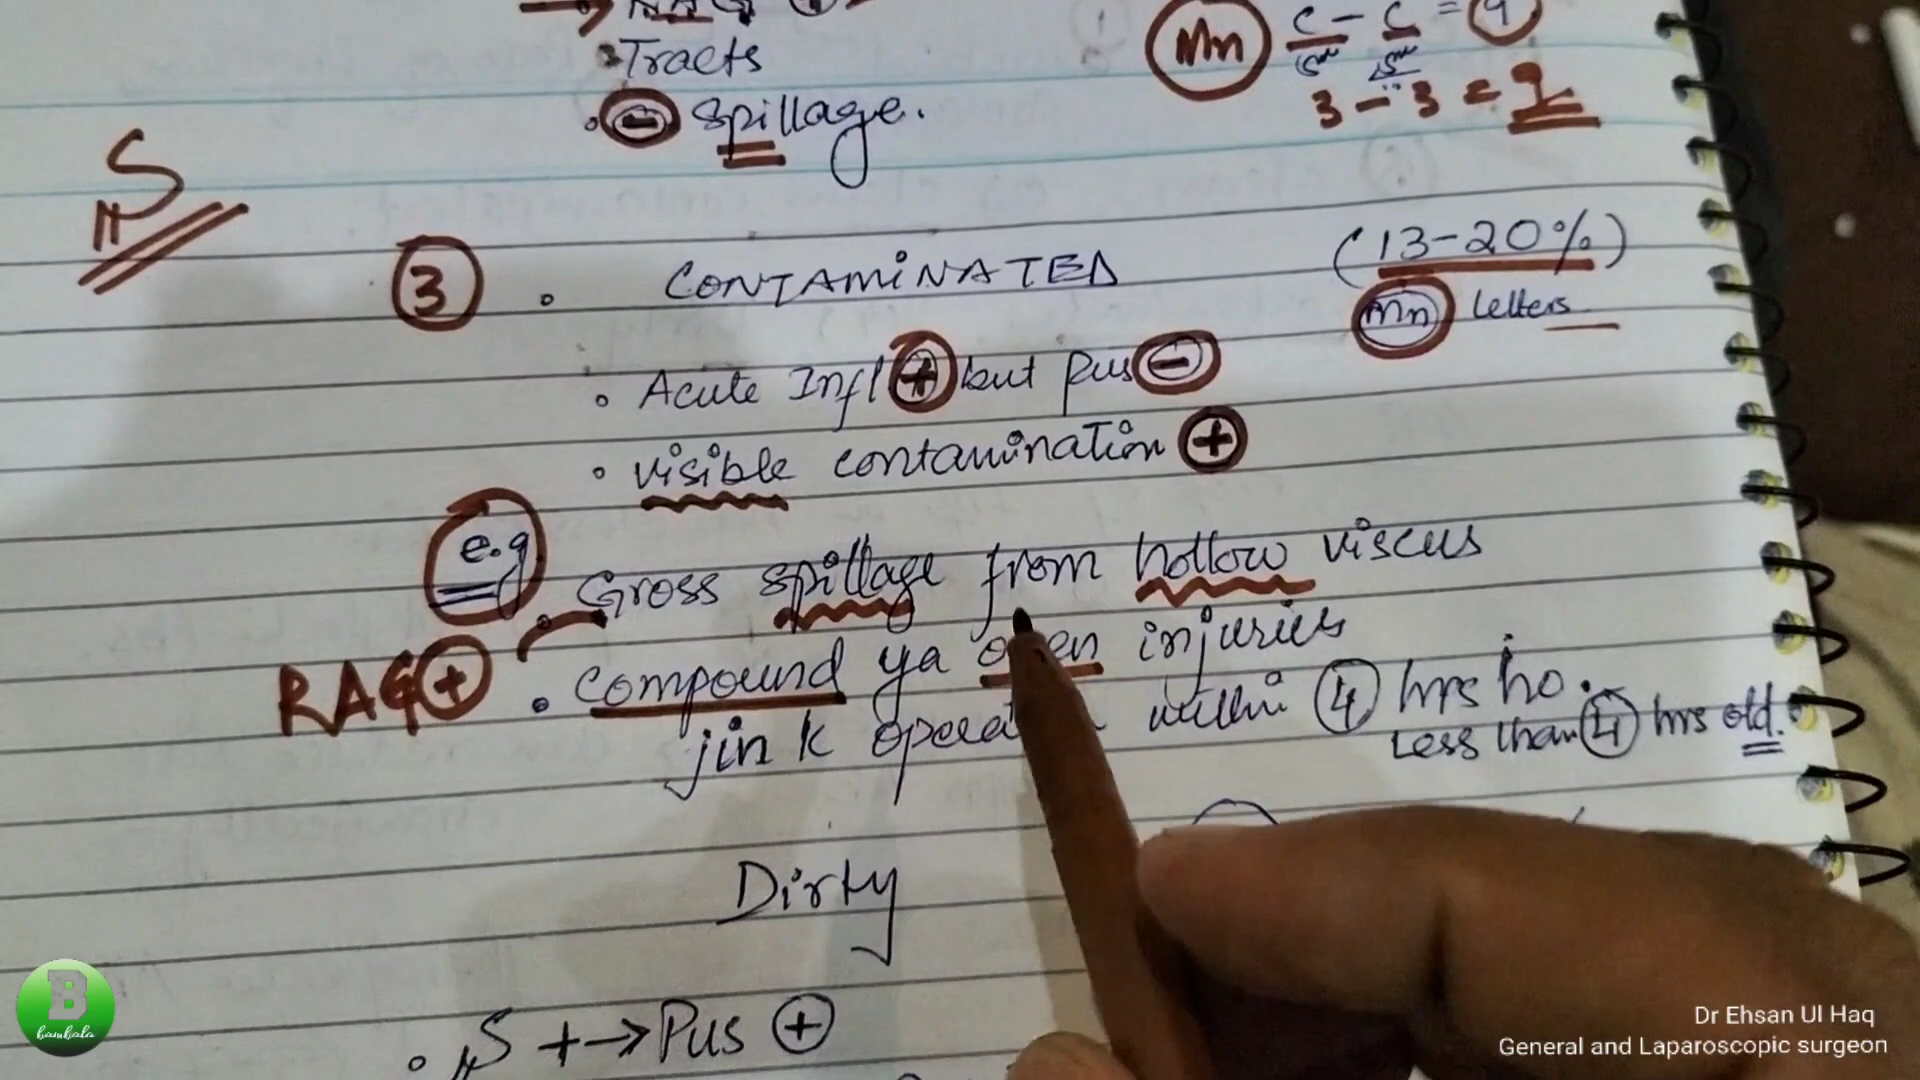 Tracts
Mn C - C = 9
3 - 3 = 9
⊖ Spillage.
S
3. CONTAMINATED (13-20%)
Mn letters
• Acute Infl ⊕ but pus ⊖
• visible contamination ⊕
e.g
• Gross spillage from hollow viscus
RAG ⊕ • compound ya open injuries
jin k operation within ④ hrs ho.
Less than ④ hrs old.
Dirty
• S + → Pus ⊕
B
bambala
Dr Ehsan Ul Haq
General and Laparoscopic surgeon